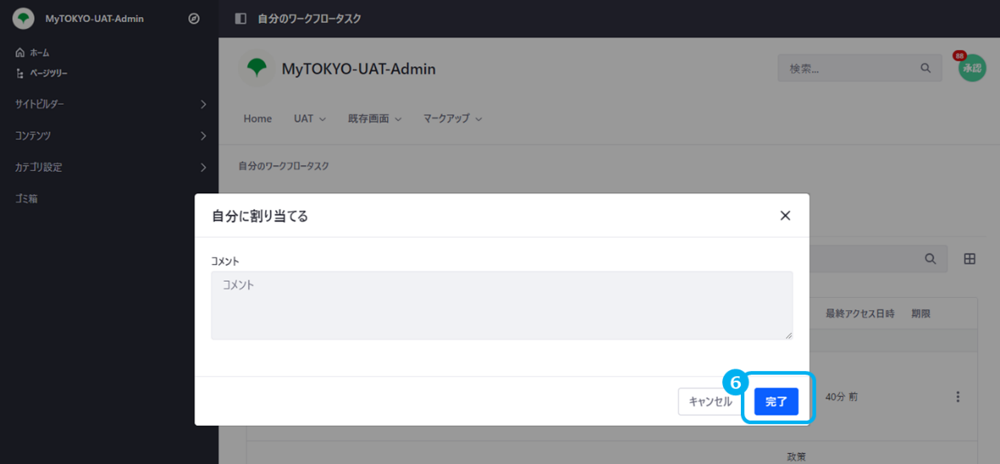 MyTOKYO-UAT-Admin
ホーム
ページツリー
サイトビルダー
コンテンツ
カテゴリ設定
ゴミ箱
自分のワークフロータスク
MyTOKYO-UAT-Admin
検索...
88
承認
Home UAT 既存画面 マークアップ
自分のワークフロータスク
自分に割り当てる
コメント
コメント
キャンセル
6
完了
最終アクセス日時 期限
40分 前
政策